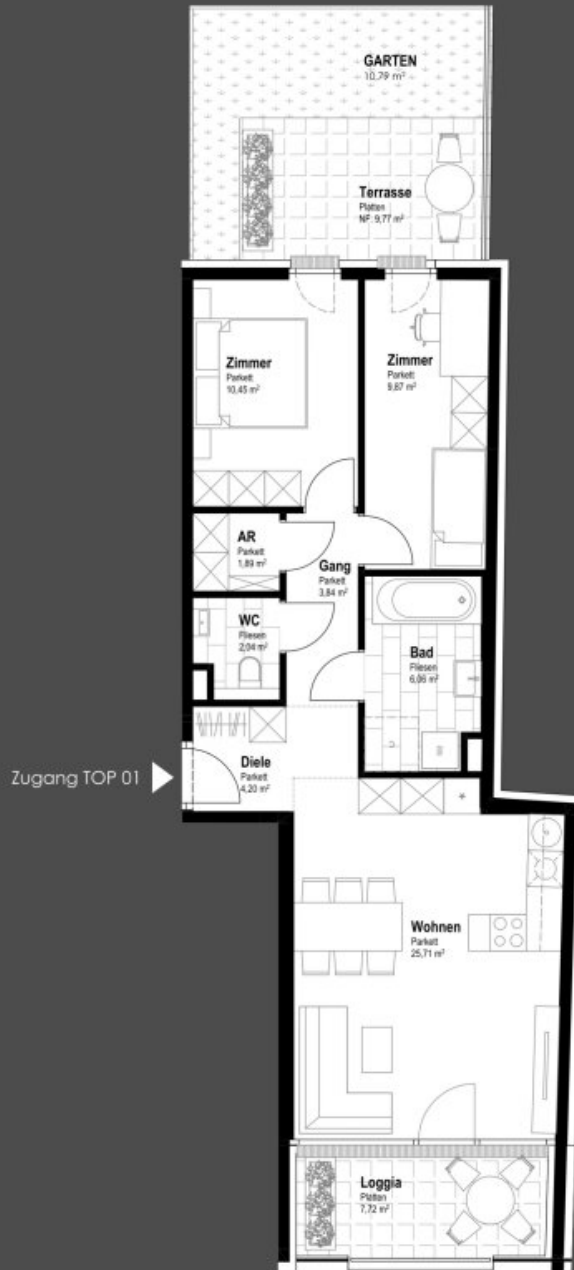 GARTEN
10,79 m²
Terrasse
Platten
NF: 9,77 m²
Zimmer
Parkett
10,45 m²
Zimmer
Parkett
9,87 m²
AR
Parkett
1,89 m²
Gang
Parkett
3,84 m²
WC
Fliesen
2,04 m²
Bad
Fliesen
6,06 m²
Diele
Parkett
4,20 m²
Zugang TOP 01
Wohnen
Parkett
25,71 m²
Loggia
Platten
7,72 m²